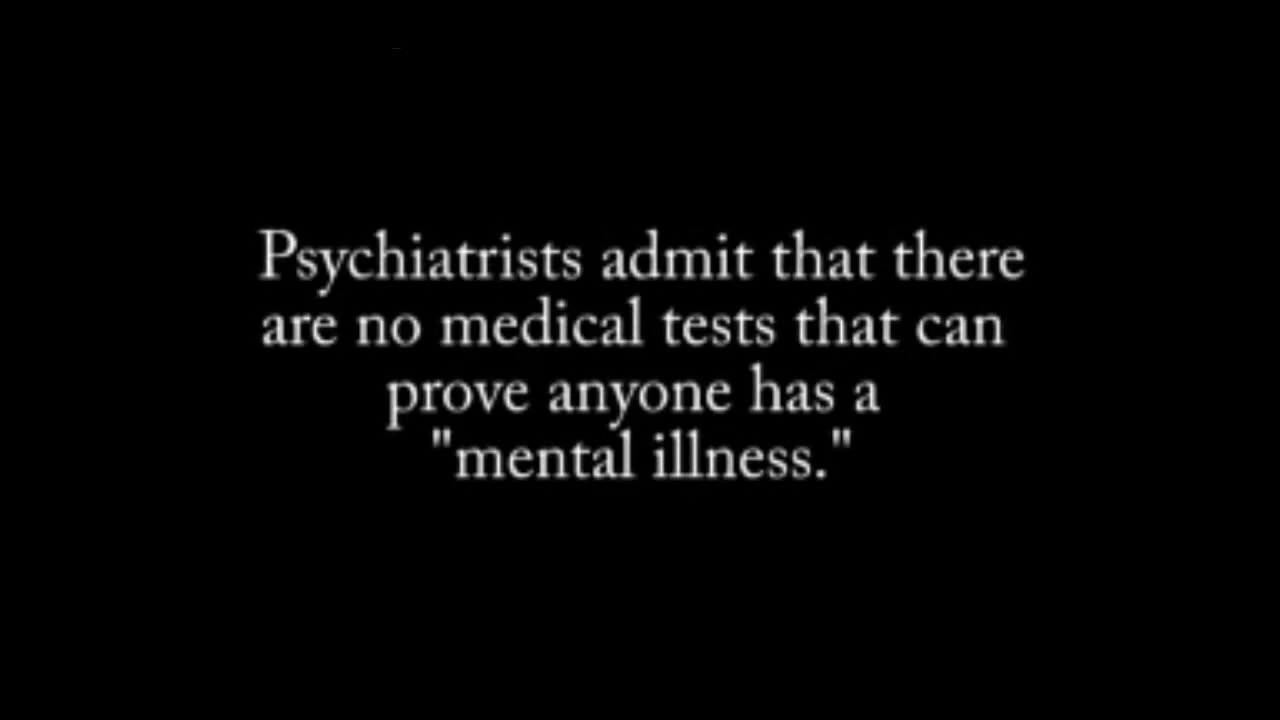 Psychiatrists admit that there
are no medical tests that can
prove anyone has a
"mental illness."